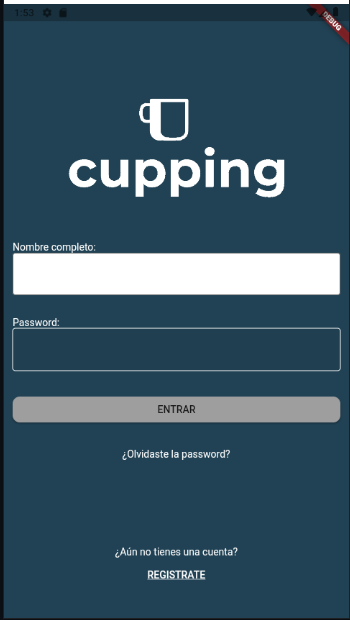 1:53
DEBUG
cupping
Nombre completo:
Password:
ENTRAR
¿Olvidaste la password?
¿Aún no tienes una cuenta?
REGISTRATE